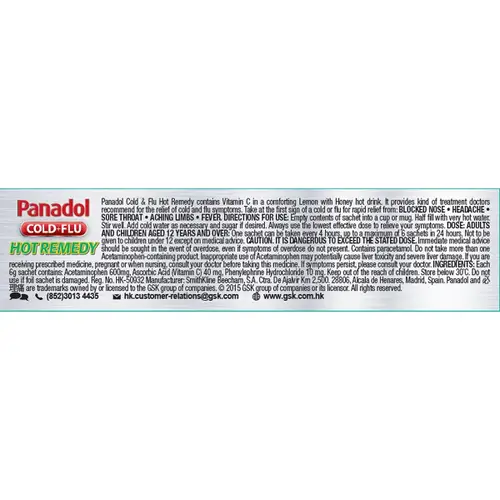 Panadol
COLD+FLU
HOTREMEDY
Panadol Cold & Flu Hot Remedy contains Vitamin C in a comforting Lemon with Honey hot drink. It provides kind of treatment doctors
recommend for the relief of cold and flu symptoms. Take at the first sign of a cold or flu for rapid relief from: BLOCKED NOSE • HEADACHE •
SORE THROAT • ACHING LIMBS • FEVER. DIRECTIONS FOR USE: Empty contents of sachet into a cup or mug. Half fill with very hot water.
Stir well. Add cold water as necessary and sugar if desired. Always use the lowest effective dose to relieve your symptoms. DOSE: ADULTS
AND CHILDREN AGED 12 YEARS AND OVER: One sachet can be taken every 4 hours, up to a maximum of 6 sachets in 24 hours. Not to be
given to children under 12 except on medical advice. CAUTION. IT IS DANGEROUS TO EXCEED THE STATED DOSE. Immediate medical advice
should be sought in the event of overdose, even if symptoms of overdose do not present. Contains paracetamol. Do not take more than one
Acetaminophen-containing product. Inappropriate use of Acetaminophen may potentially cause liver toxicity and severe liver damage. If you are
receiving prescribed medicine, pregnant or when nursing, consult your doctor before taking this medicine. If symptoms persist, please consult your doctor. INGREDIENTS: Each
6g sachet contains: Acetaminophen 600mg, Ascorbic Acid (Vitamin C) 40 mg, Phenylephrine Hydrochloride 10 mg. Keep out of the reach of children. Store below 30°C. Do not
use if foil sachet is damaged. Reg. No. HK-50932 Manufacturer: SmithKline Beecham, S.A. Ctra. De Ajalvir Km 2,500. 28806, Alcala de Henares, Madrid, Spain. Panadol and
are trademarks owned by or licensed to the GSK group of companies. © 2015 GSK group of companies or its licensor. All rights reserved.
(852)3013 4435 hk.customer-relations@gsk.com www.gsk.com.hk